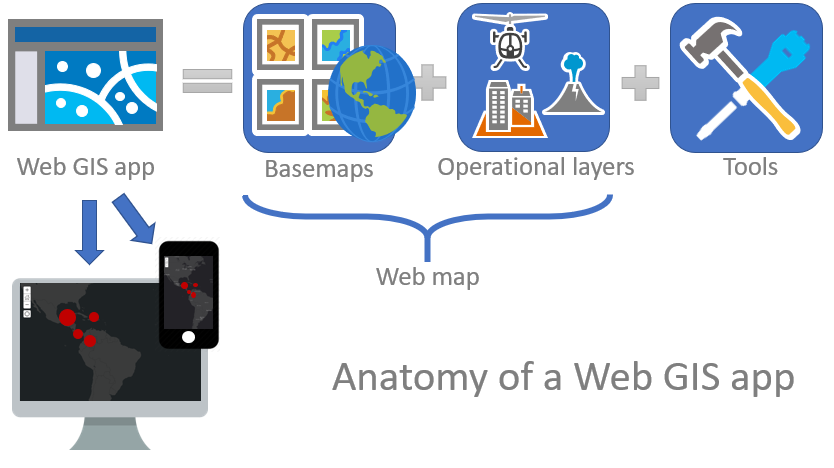 Web GIS app
Basemaps
Operational layers
Tools
Web map
Anatomy of a Web GIS app